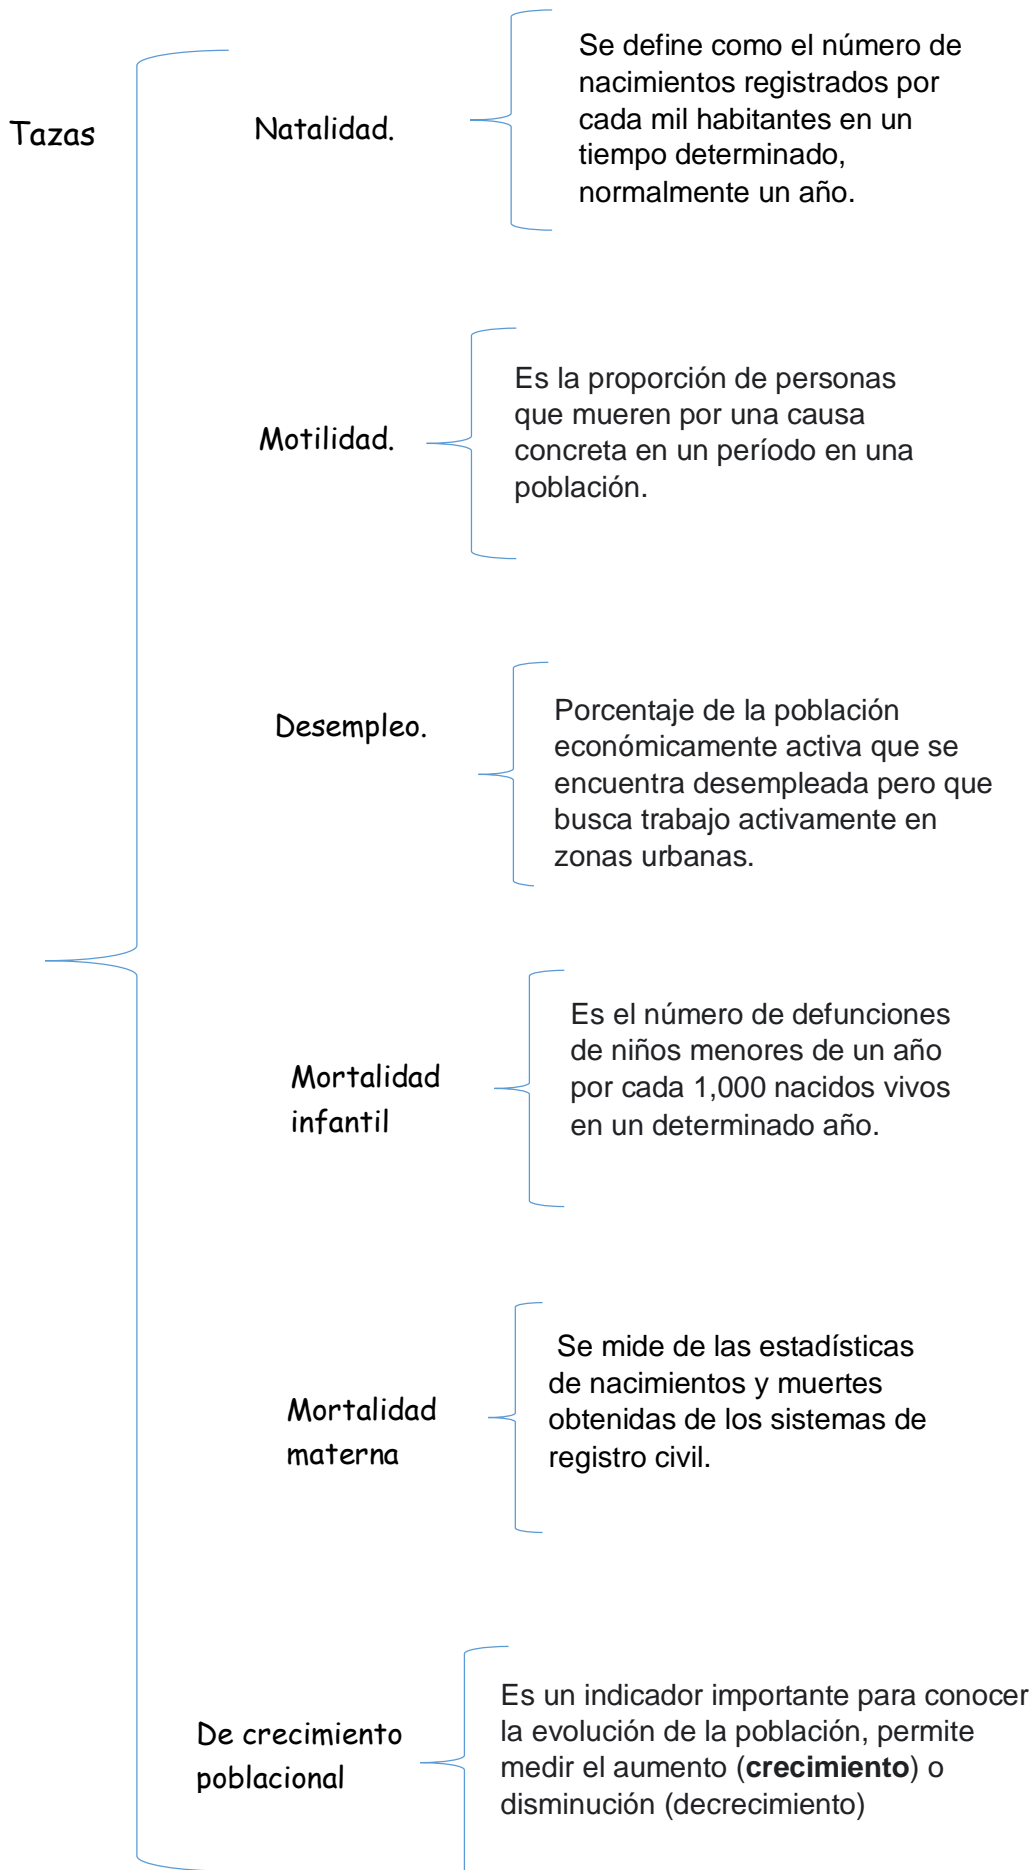 Tazas
Natalidad.
Se define como el número de
nacimientos registrados por
cada mil habitantes en un
tiempo determinado,
normalmente un año.
Motilidad.
Es la proporción de personas
que mueren por una causa
concreta en un período en una
población.
Desempleo.
Porcentaje de la población
económicamente activa que se
encuentra desempleada pero que
busca trabajo activamente en
zonas urbanas.
Mortalidad
infantil
Es el número de defunciones
de niños menores de un año
por cada 1,000 nacidos vivos
en un determinado año.
Mortalidad
materna
Se mide de las estadísticas
de nacimientos y muertes
obtenidas de los sistemas de
registro civil.
De crecimiento
poblacional
Es un indicador importante para conocer
la evolución de la población, permite
medir el aumento (crecimiento) o
disminución (decrecimiento)